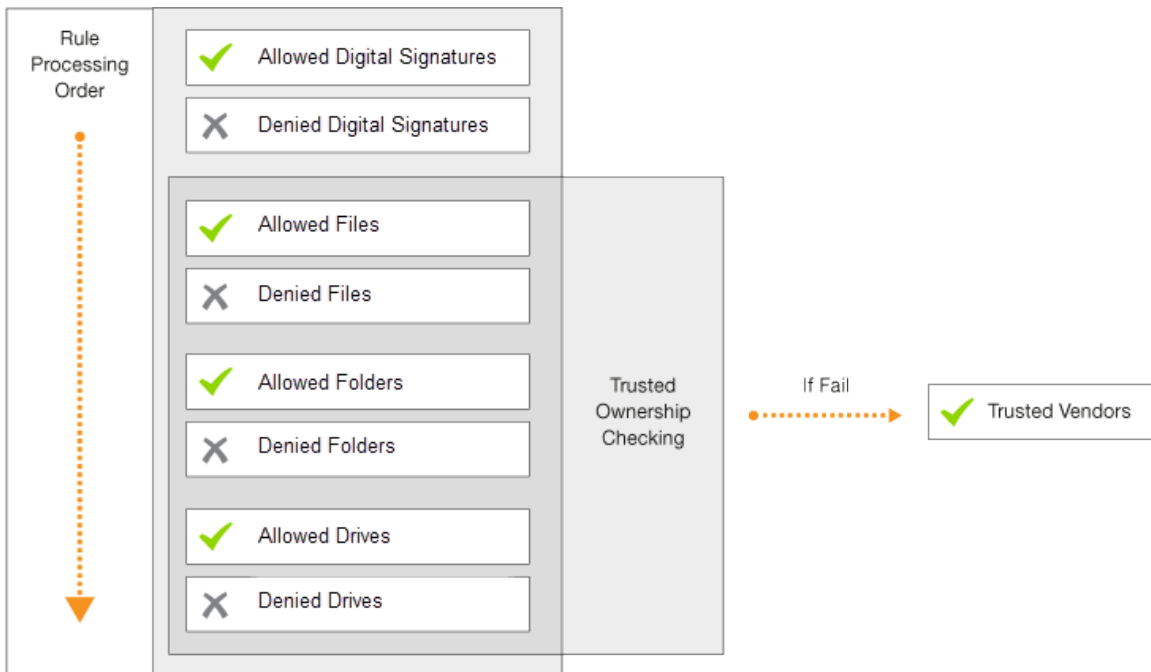 Rule
Processing
Order
Allowed Digital Signatures
Denied Digital Signatures
Allowed Files
Denied Files
Allowed Folders
Denied Folders
Allowed Drives
Denied Drives
Trusted
Ownership
Checking
If Fail
Trusted Vendors